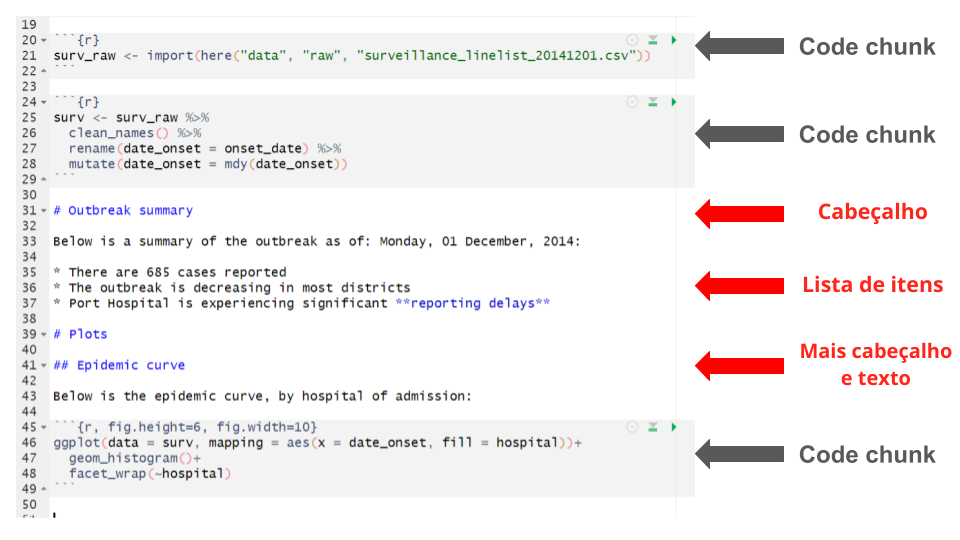 19
20 ```{r}
Code chunk
21 surv_raw <- import(here("data", "raw", "surveillance_linelist_20141201.csv"))
22 ```
23
24 ```{r}
25 surv <- surv_raw %>%
26   clean_names() %>%
Code chunk
27   rename(date_onset = onset_date) %>%
28   mutate(date_onset = mdy(date_onset))
29 ```
30
31 # Outbreak summary
Cabeçalho
32
33 Below is a summary of the outbreak as of: Monday, 01 December, 2014:
34
35 * There are 685 cases reported
36 * The outbreak is decreasing in most districts
Lista de itens
37 * Port Hospital is experiencing significant **reporting delays**
38
39 # Plots
40
41 ## Epidemic curve
Mais cabeçalho
e texto
42
43 Below is the epidemic curve, by hospital of admission:
44
45 ```{r, fig.height=6, fig.width=10}
46 ggplot(data = surv, mapping = aes(x = date_onset, fill = hospital))+
47   geom_histogram()+
Code chunk
48   facet_wrap(~hospital)
49 ```
50